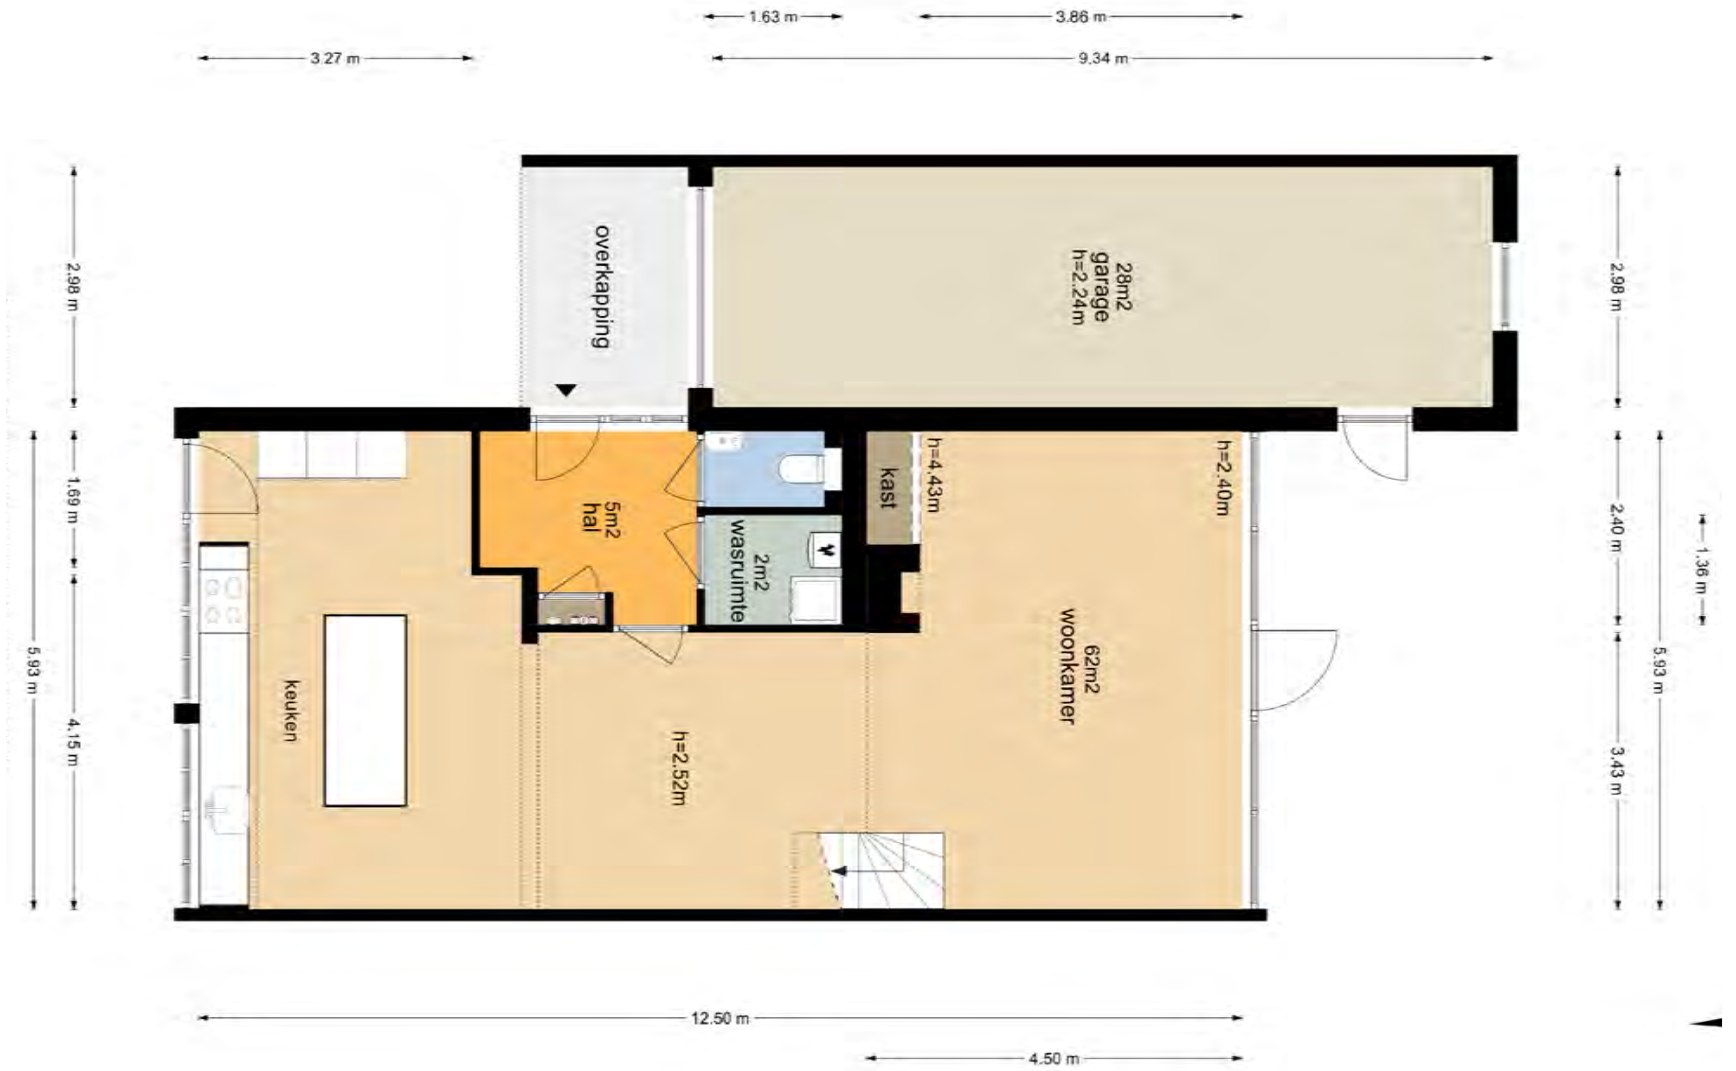 1.63 m
3.86 m
3.27 m
9.34 m
2.98 m
overkapping
28m2
garage
h=2.24m
2.98 m
1.69 m
5m2
hal
kast
h=4.43m
h=2.40m
2.40 m
1.36 m
2m2
wasruimte
5.93 m
4.15 m
keuken
h=2.52m
62m2
woonkamer
3.43 m
5.93 m
12.50 m
4.50 m